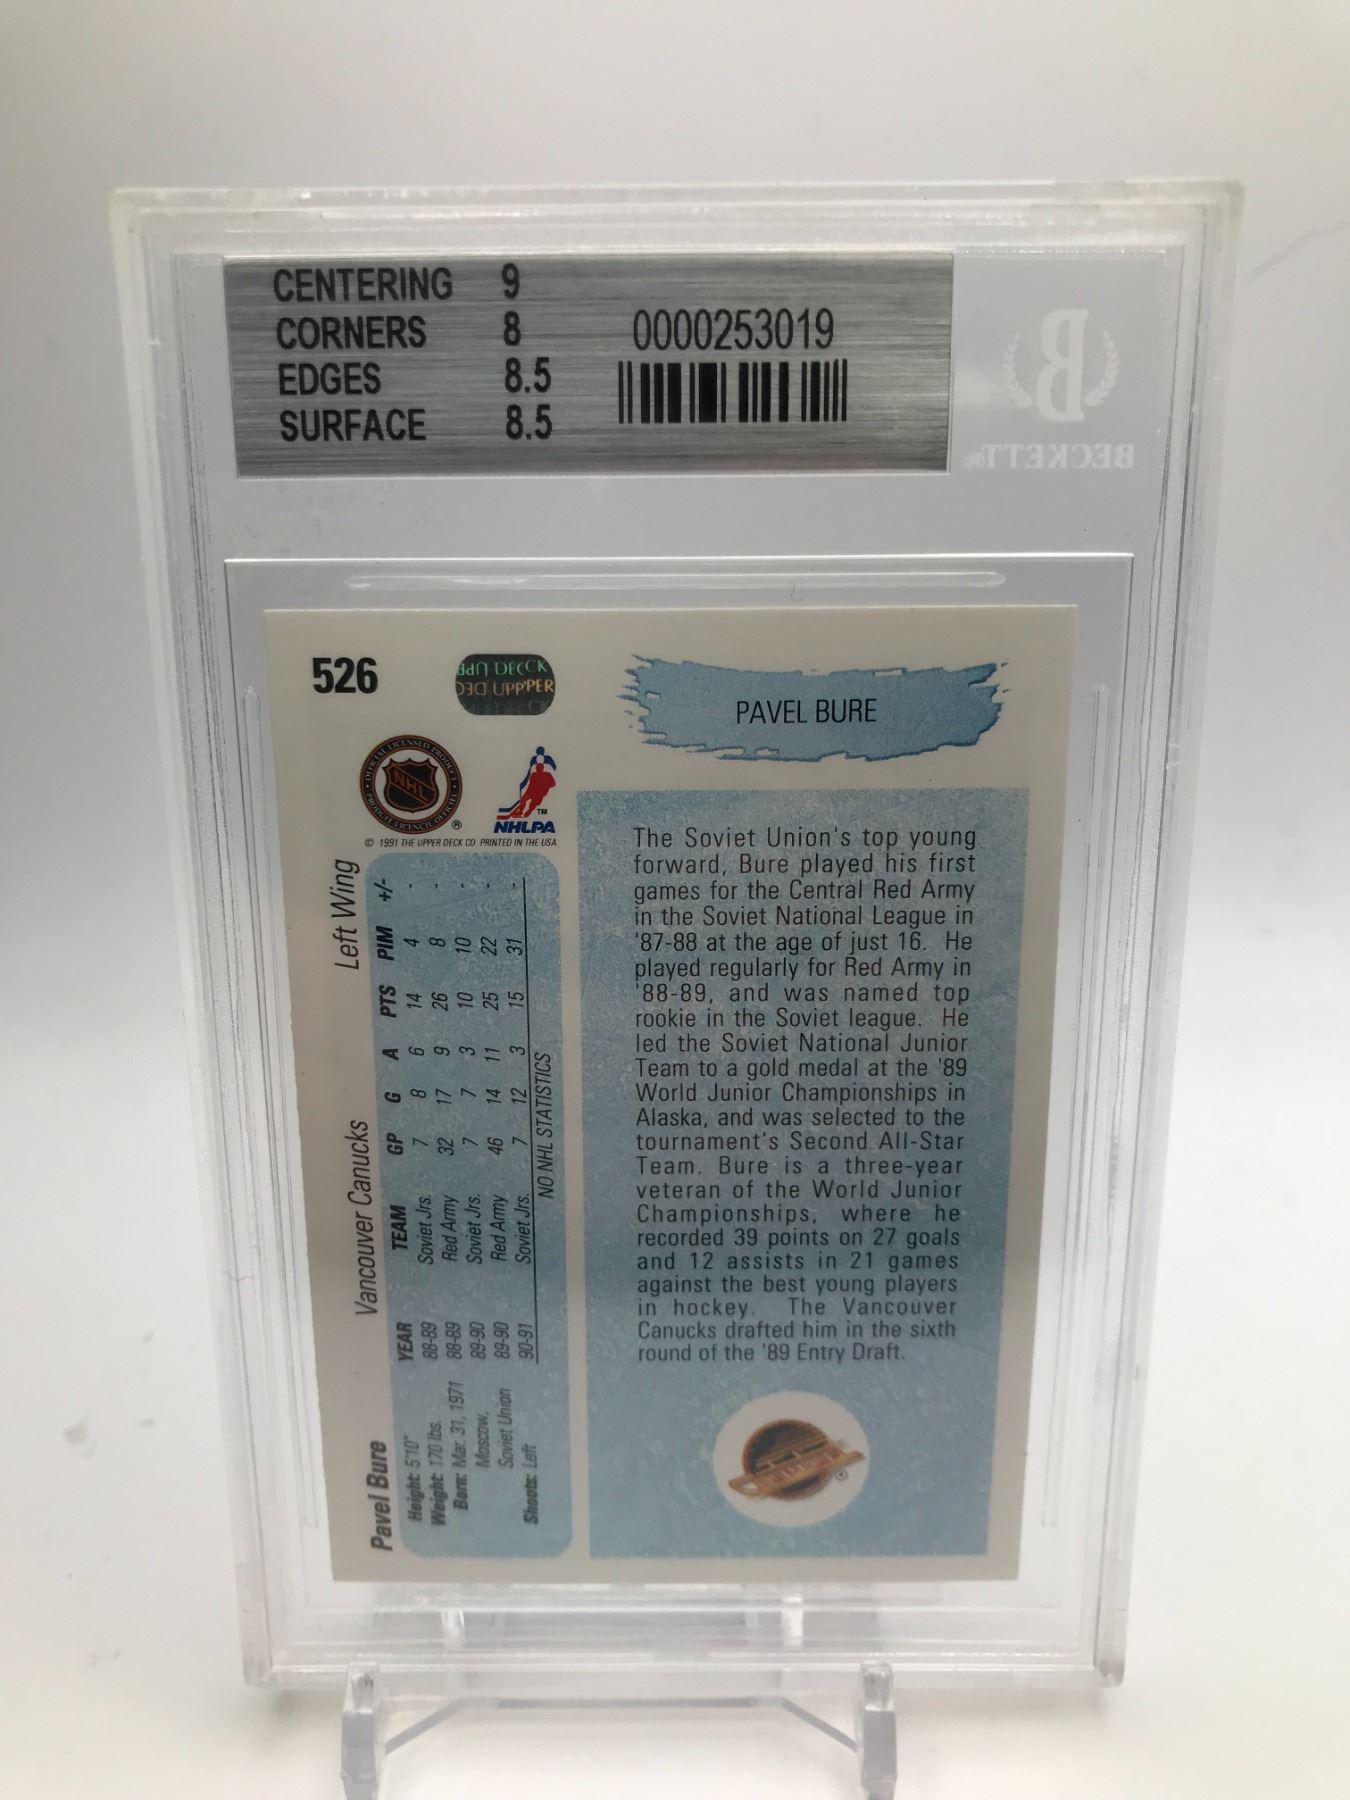 CENTERING 9
CORNERS 8
EDGES 8.5
SURFACE 8.5
0000253019
BECKETT®
526
UPPER DECK
PAVEL BURE
OFFICIAL LICENSED PRODUCT
NHL
PRODUIT LICENCIÉ OFFICIEL
®
TM
NHLPA
© 1991 THE UPPER DECK CO. PRINTED IN THE USA
Pavel Bure Vancouver Canucks Left Wing
Height: 5'10"
Weight: 170 lbs.
Born: Mar. 31, 1971
Moscow,
Soviet Union
Shoots: Left
YEAR TEAM GP G A PTS PIM +/-
88-89 Soviet Jrs. 7 8 6 14 4 -
88-89 Red Army 32 17 9 26 8 -
89-90 Soviet Jrs. 7 7 3 10 10 -
89-90 Red Army 46 14 11 25 22 -
90-91 Soviet Jrs. 7 12 3 15 31 -
NO NHL STATISTICS
The Soviet Union's top young
forward, Bure played his first
games for the Central Red Army
in the Soviet National League in
'87-88 at the age of just 16. He
played regularly for Red Army in
'88-89, and was named top
rookie in the Soviet league. He
led the Soviet National Junior
Team to a gold medal at the '89
World Junior Championships in
Alaska, and was selected to the
tournament's Second All-Star
Team. Bure is a three-year
veteran of the World Junior
Championships, where he
recorded 39 points on 27 goals
and 12 assists in 21 games
against the best young players
in hockey. The Vancouver
Canucks drafted him in the sixth
round of the '89 Entry Draft.
®